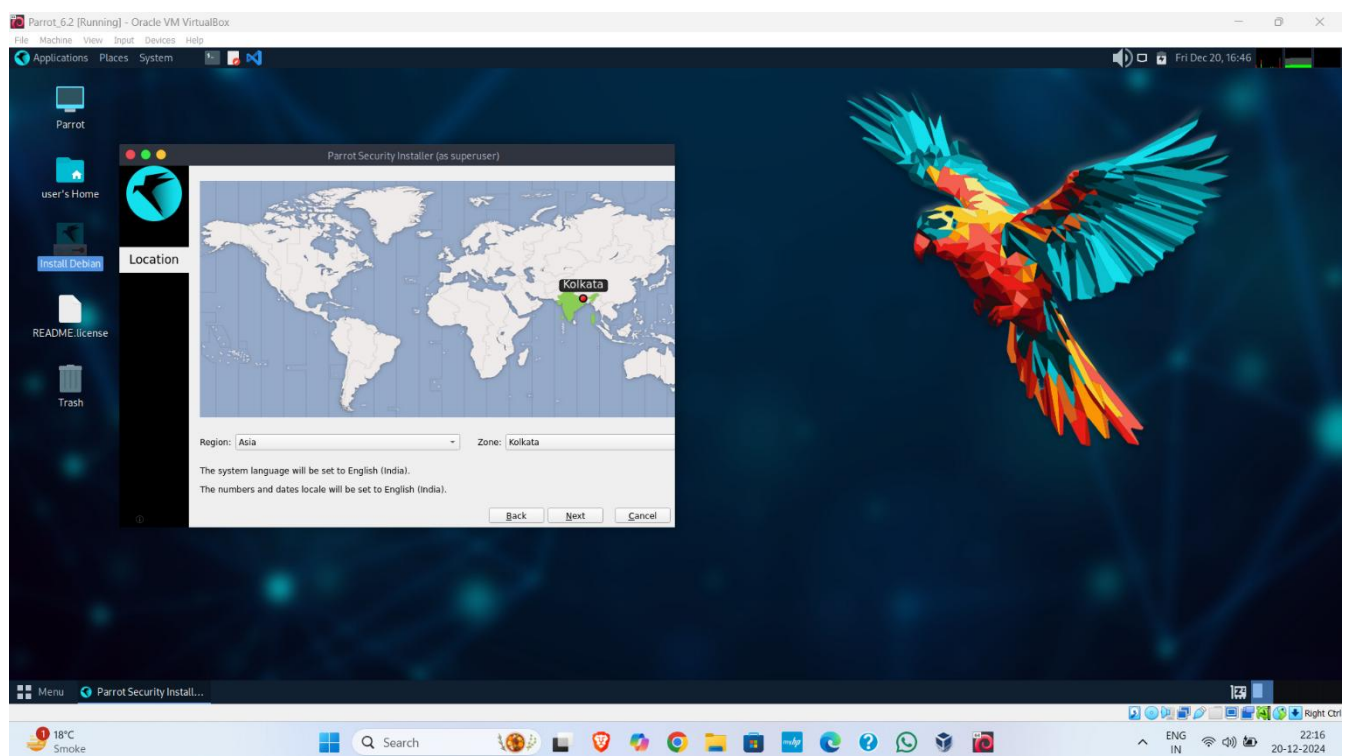 Parrot_6.2 [Running] - Oracle VM VirtualBox
File Machine View Input Devices Help
Applications Places System
Fri Dec 20, 16:46
Parrot
user's Home
Install Debian
README.license
Trash
Parrot Security Installer (as superuser)
Location
Kolkata
Region: Asia
Zone: Kolkata
The system language will be set to English (India).
The numbers and dates locale will be set to English (India).
Back Next Cancel
Menu Parrot Security Install...
Right Ctrl
1
18°C
Smoke
Search
ENG
IN
22:16
20-12-2024